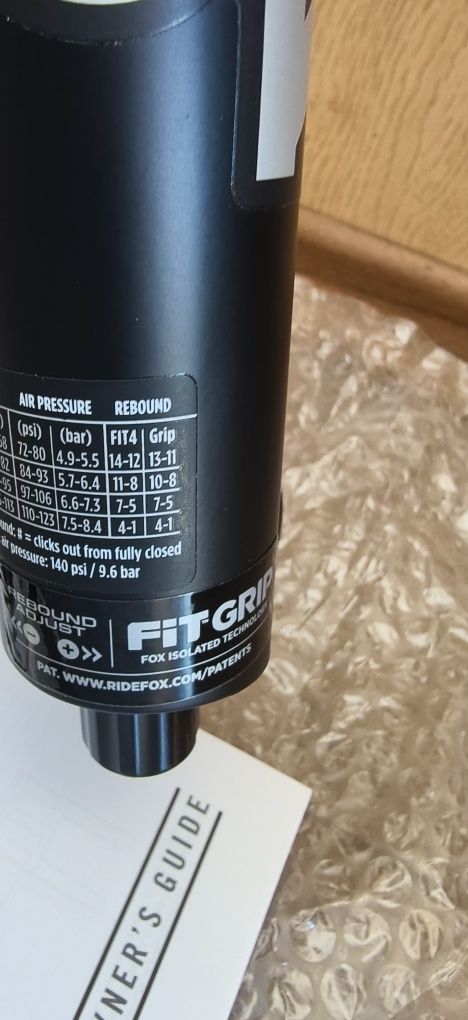 AIR PRESSURE REBOUND
(psi) (bar) FIT4 Grip
72-80 4.9-5.5 14-12 13-11
84-93 5.7-6.4 11-8 10-8
97-106 6.6-7.3 7-5 7-5
110-123 7.5-8.4 4-1 4-1
# = clicks out from fully closed
air pressure: 140 psi / 9.6 bar
REBOUND
ADJUST
FIT GRIP
FOX ISOLATED TECHNOLOGY
PAT. WWW.RIDEFOX.COM/PATENTS
GUIDE